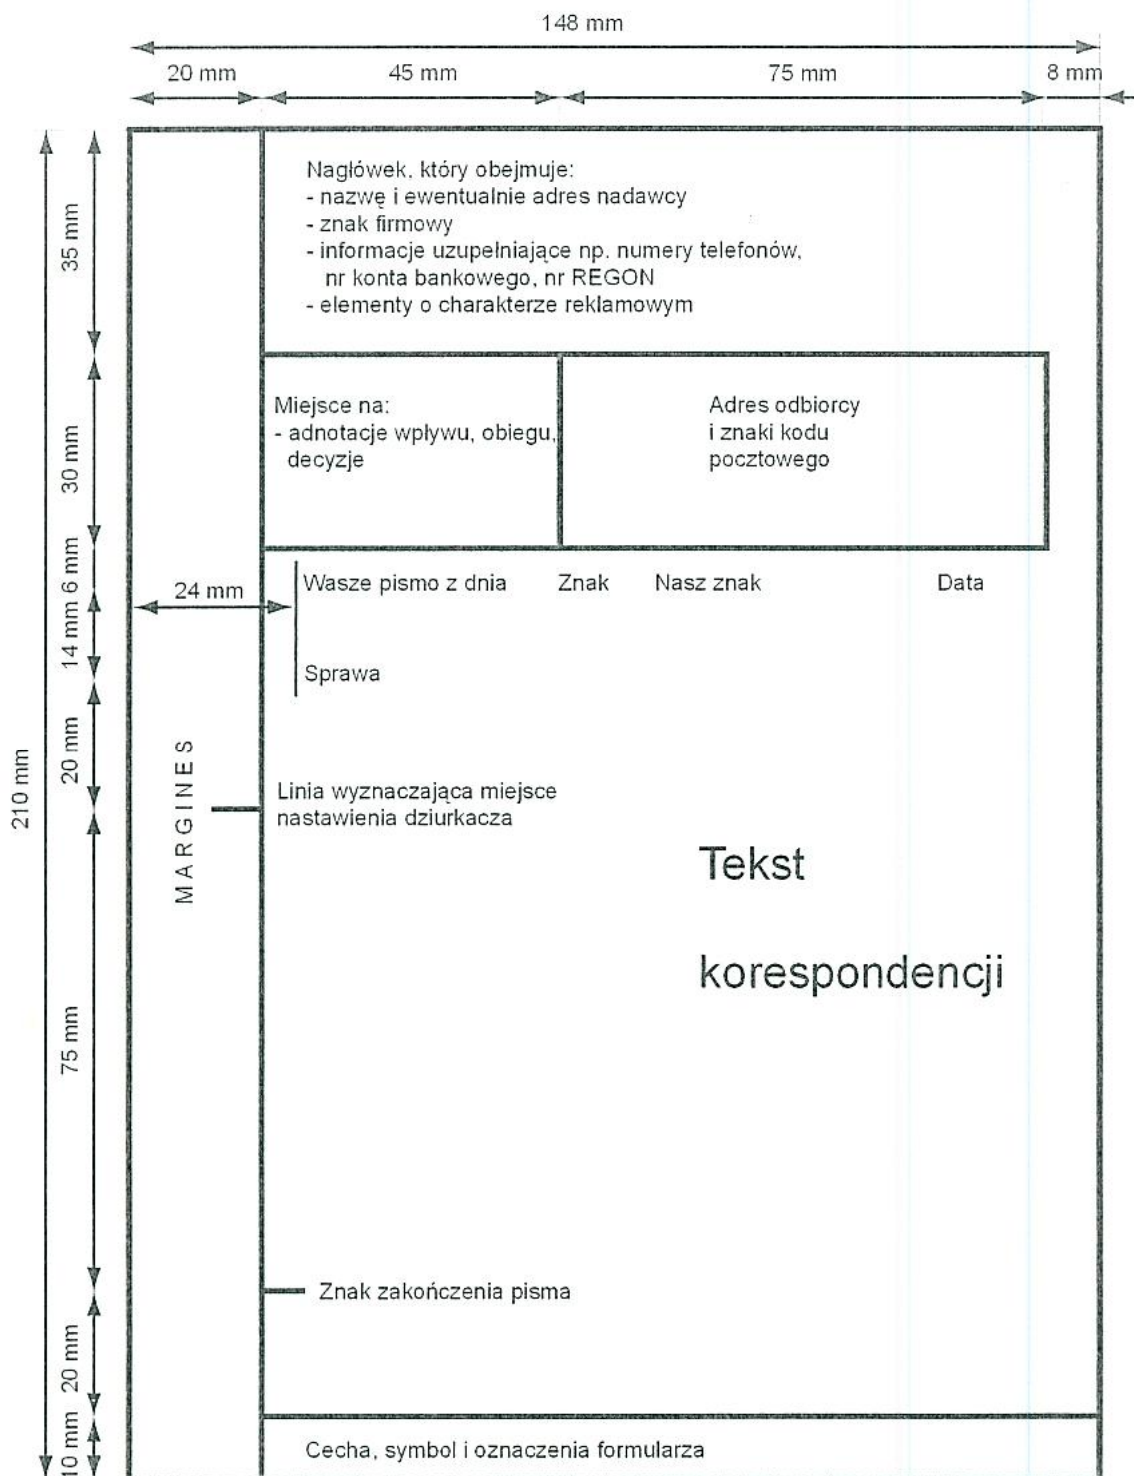 148 mm
20 mm 45 mm 75 mm 8 mm
Nagłówek, który obejmuje:
- nazwę i ewentualnie adres nadawcy
- znak firmowy
- informacje uzupełniające np. numery telefonów,
nr konta bankowego, nr REGON
- elementy o charakterze reklamowym
35 mm
Miejsce na:
- adnotacje wpływu, obiegu,
decyzje
Adres odbiorcy
i znaki kodu
pocztowego
30 mm
6 mm
Wasze pismo z dnia Znak Nasz znak Data
24 mm
14 mm
Sprawa
20 mm
210 mm
MARGINES
Linia wyznaczająca miejsce
nastawienia dziurkacza
Tekst
korespondencji
75 mm
Znak zakończenia pisma
20 mm
10 mm
Cecha, symbol i oznaczenia formularza